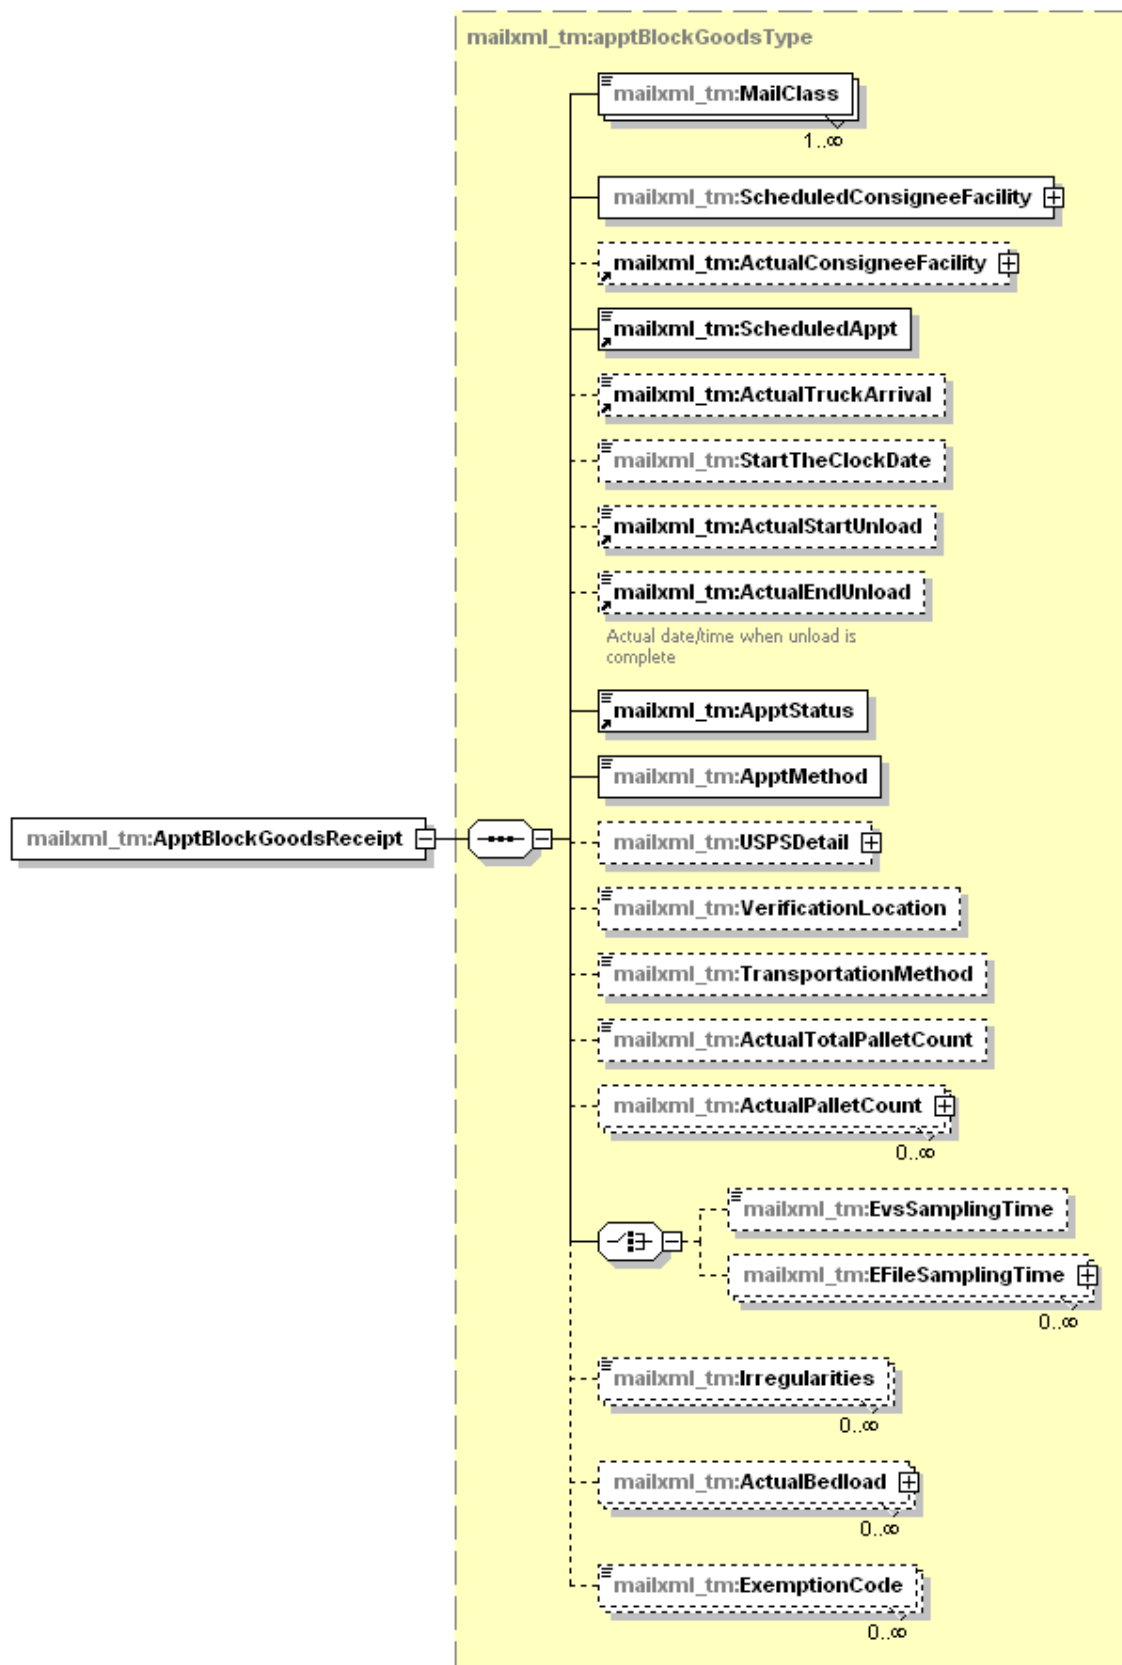 mailxml_tm:apptBlockGoodsType
mailxml_tm:MailClass
1..∞
mailxml_tm:ScheduledConsigneeFacility
mailxml_tm:ActualConsigneeFacility
mailxml_tm:ScheduledAppt
mailxml_tm:ActualTruckArrival
mailxml_tm:StartTheClockDate
mailxml_tm:ActualStartUnload
mailxml_tm:ActualEndUnload
Actual date/time when unload is
complete
mailxml_tm:ApptStatus
mailxml_tm:ApptMethod
mailxml_tm:ApptBlockGoodsReceipt
mailxml_tm:USPSDetail
mailxml_tm:VerificationLocation
mailxml_tm:TransportationMethod
mailxml_tm:ActualTotalPalletCount
mailxml_tm:ActualPalletCount
0..∞
mailxml_tm:EvsSamplingTime
mailxml_tm:EFileSamplingTime
0..∞
mailxml_tm:Irregularities
0..∞
mailxml_tm:ActualBedload
0..∞
mailxml_tm:ExemptionCode
0..∞